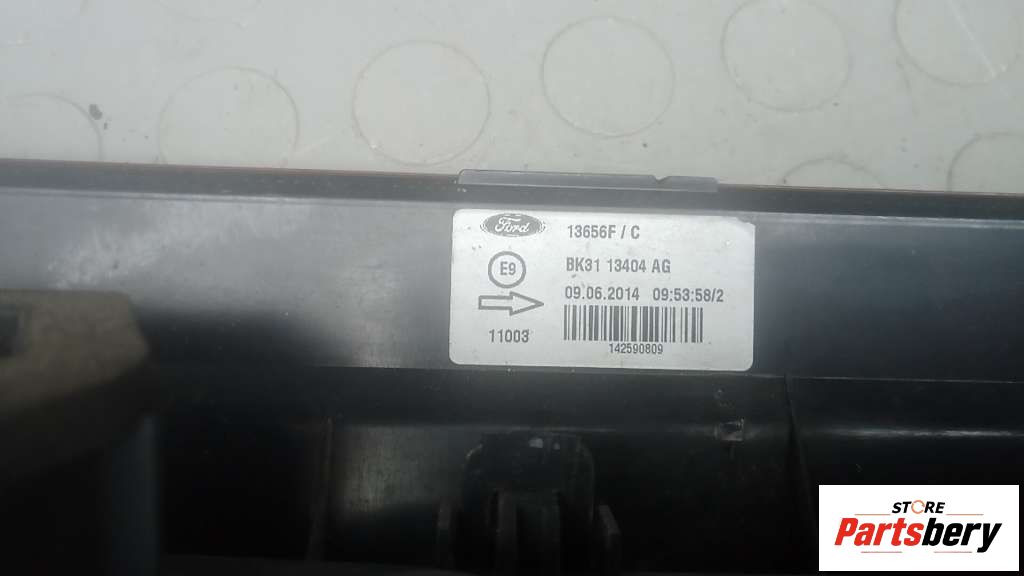 Ford
13656F / C
E9
BK31 13404 AG
09.06.2014 09:53:58/2
11003
142590809
STORE
Partsbery